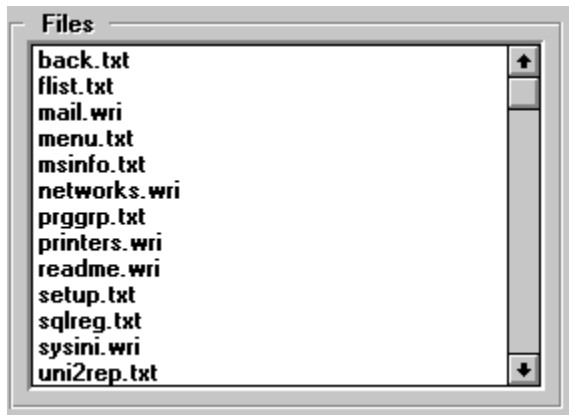 Files
back.txt
flist.txt
mail.wri
menu.txt
msinfo.txt
networks.wri
prggrp.txt
printers.wri
readme.wri
setup.txt
sqlreg.txt
sysini.wri
uni2rep.txt